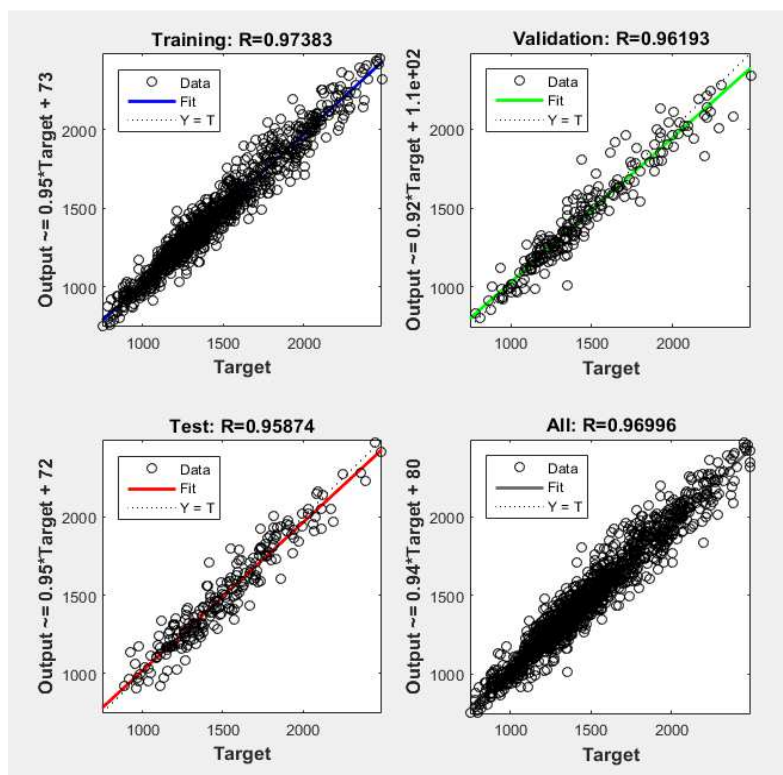 Training: R=0.97383
Output ~= 0.95*Target + 73
Data
Fit
Y = T
2000
1500
1000
1000
1500
2000
Target
Validation: R=0.96193
Output ~= 0.92*Target + 1.1e+02
Data
Fit
Y = T
2000
1500
1000
1000
1500
2000
Target
Test: R=0.95874
Output ~= 0.95*Target + 72
Data
Fit
Y = T
2000
1500
1000
1000
1500
2000
Target
All: R=0.96996
Output ~= 0.94*Target + 80
Data
Fit
Y = T
2000
1500
1000
1000
1500
2000
Target